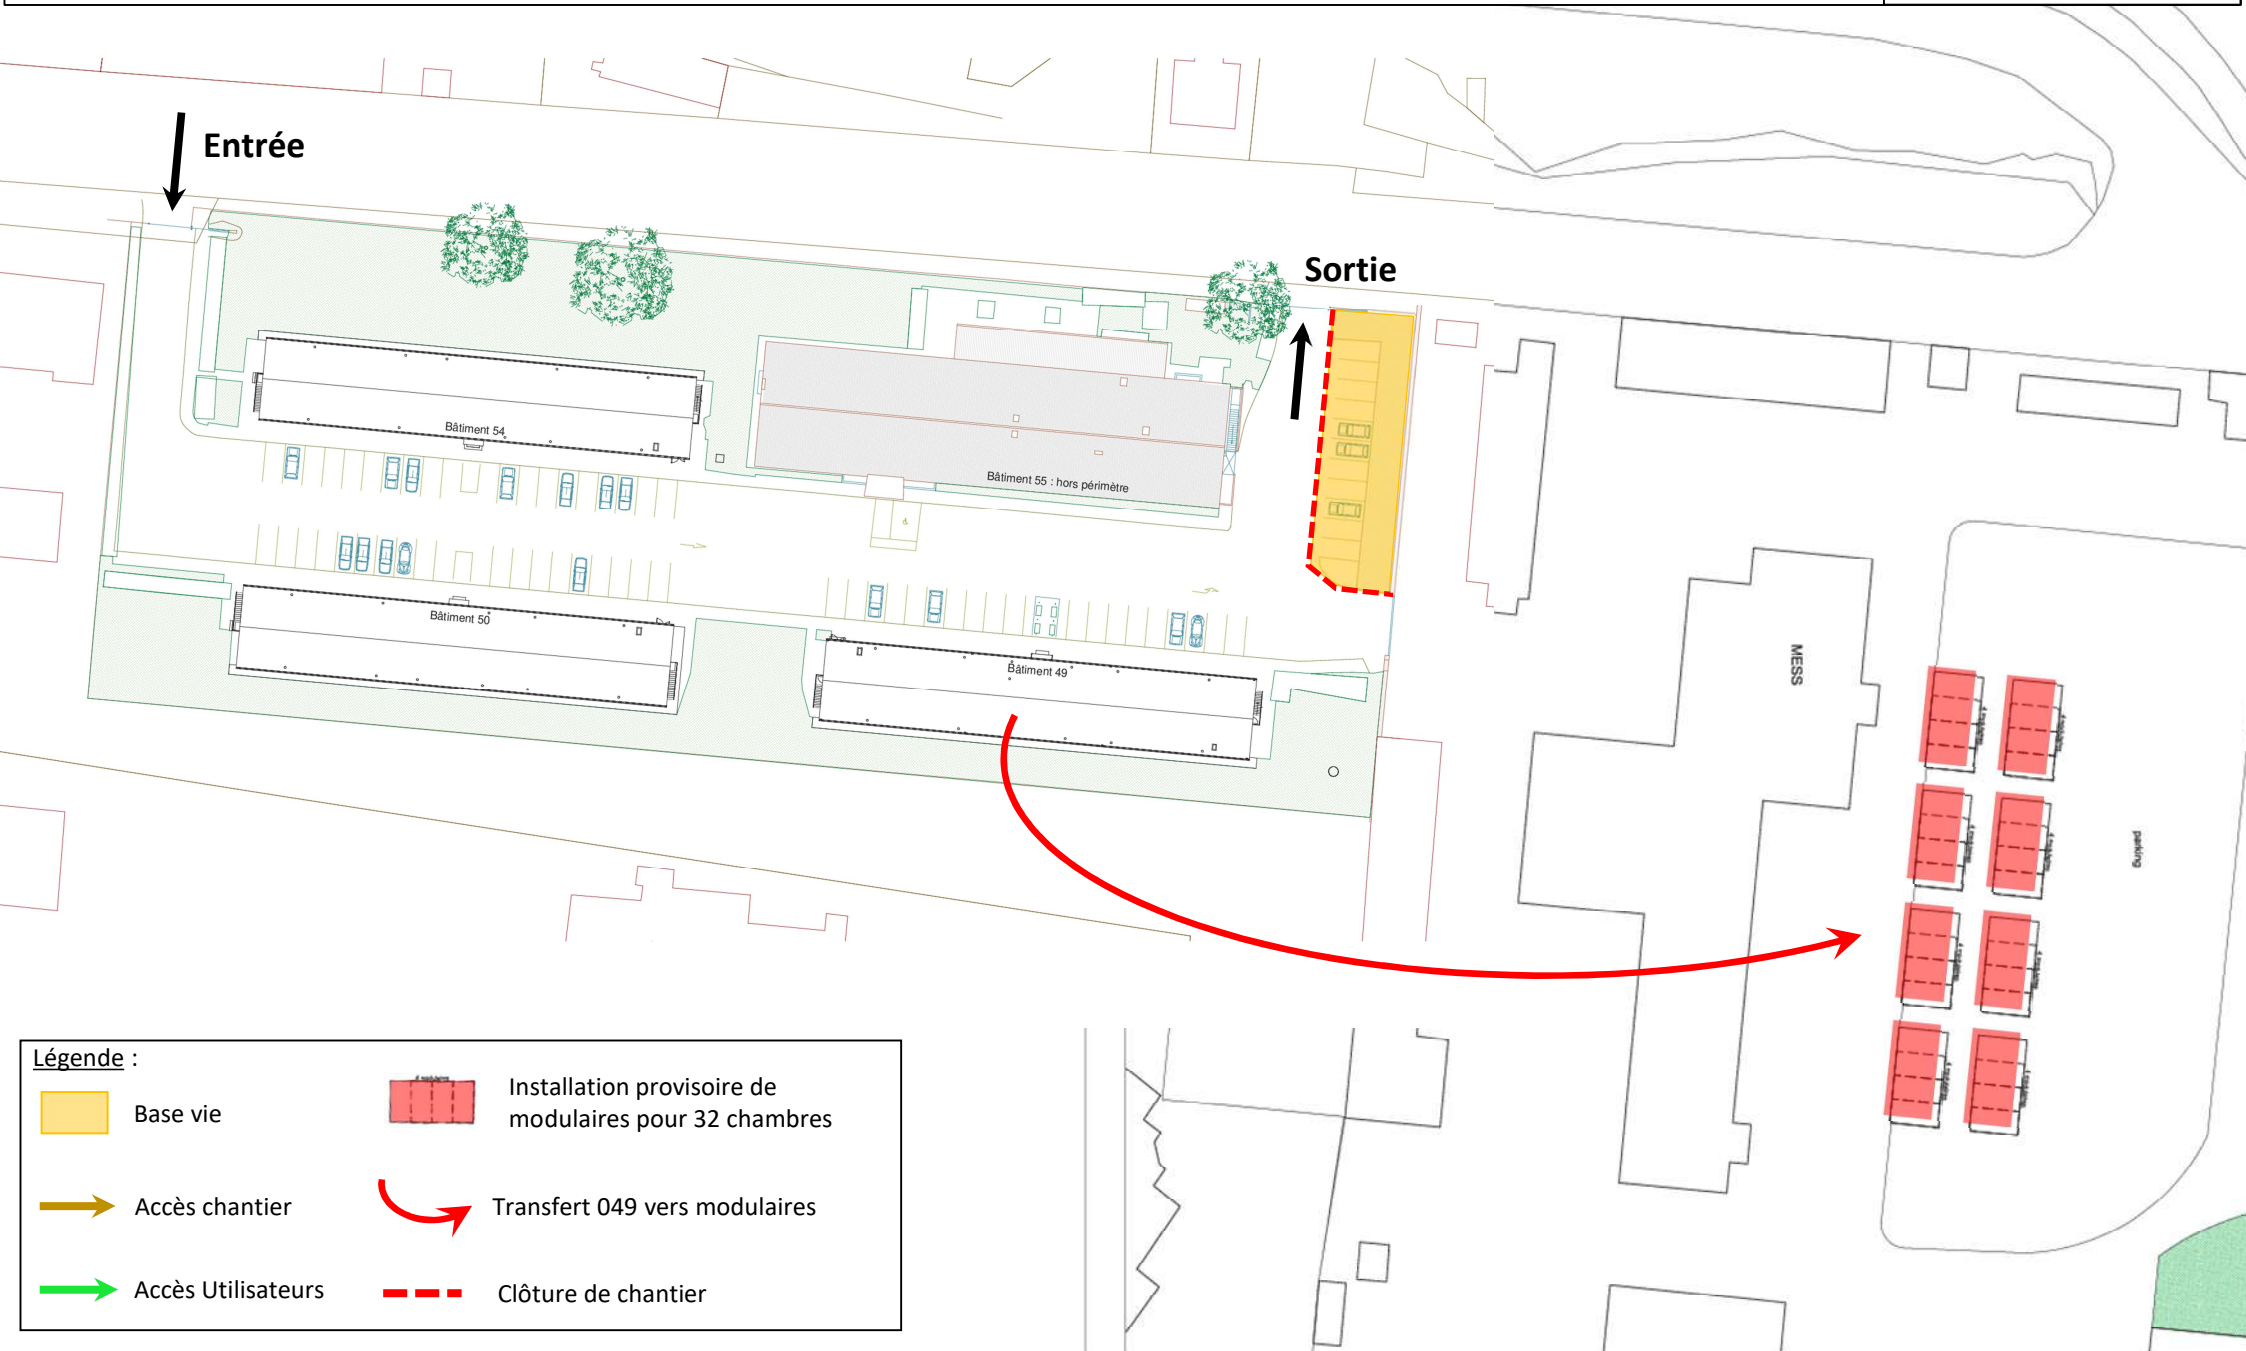 Entrée
Sortie
Bâtiment 54
Bâtiment 55 : hors périmètre
Bâtiment 50
Bâtiment 49
MESS
parking
Légende :
Base vie
Installation provisoire de
modulaires pour 32 chambres
Accès chantier
Transfert 049 vers modulaires
Accès Utilisateurs
Clôture de chantier